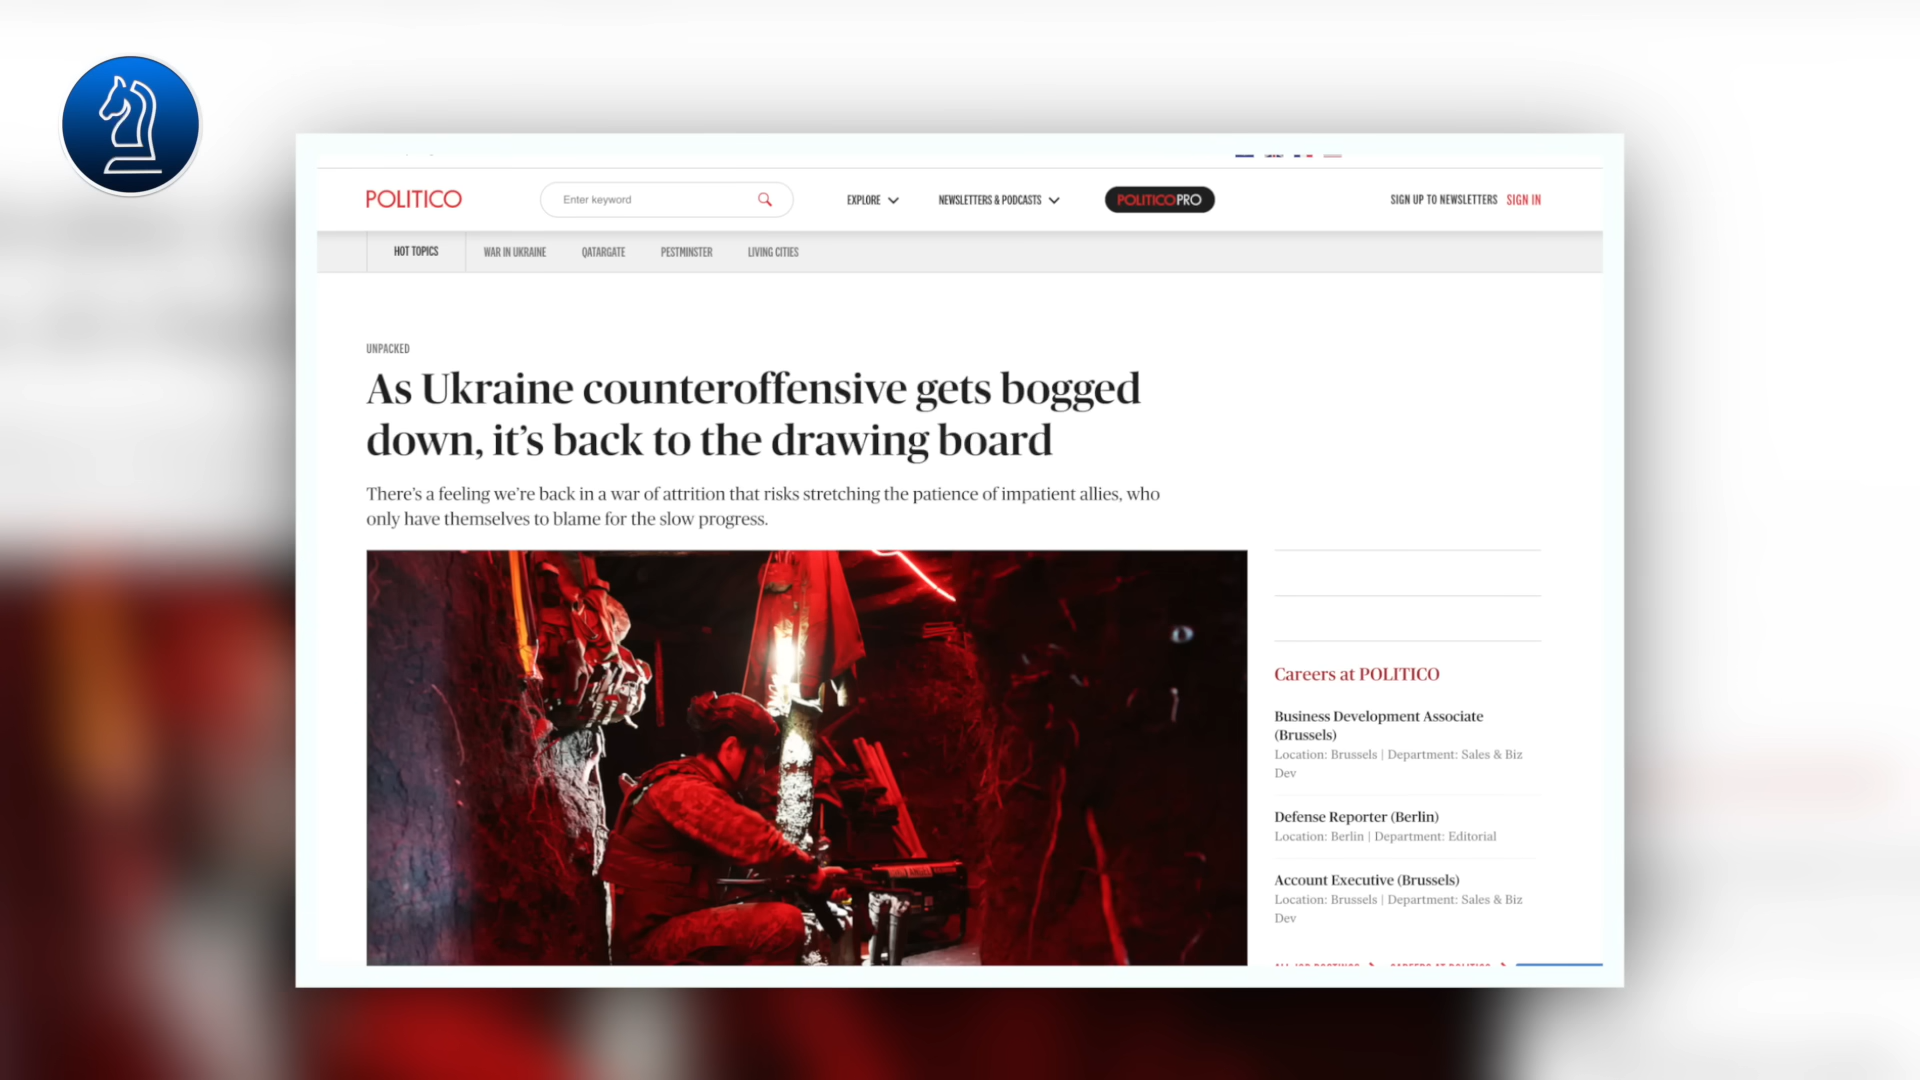 POLITICO
Enter keyword
EXPLORE
NEWSLETTERS & PODCASTS
POLITICOPRO
SIGN UP TO NEWSLETTERS
SIGN IN
HOT TOPICS
WAR IN UKRAINE
QATARGATE
PESTMINSTER
LIVING CITIES
UNPACKED
As Ukraine counteroffensive gets bogged
down, it’s back to the drawing board
There’s a feeling we’re back in a war of attrition that risks stretching the patience of impatient allies, who
only have themselves to blame for the slow progress.
Careers at POLITICO
Business Development Associate
(Brussels)
Location: Brussels | Department: Sales & Biz
Dev
Defense Reporter (Berlin)
Location: Berlin | Department: Editorial
Account Executive (Brussels)
Location: Brussels | Department: Sales & Biz
Dev